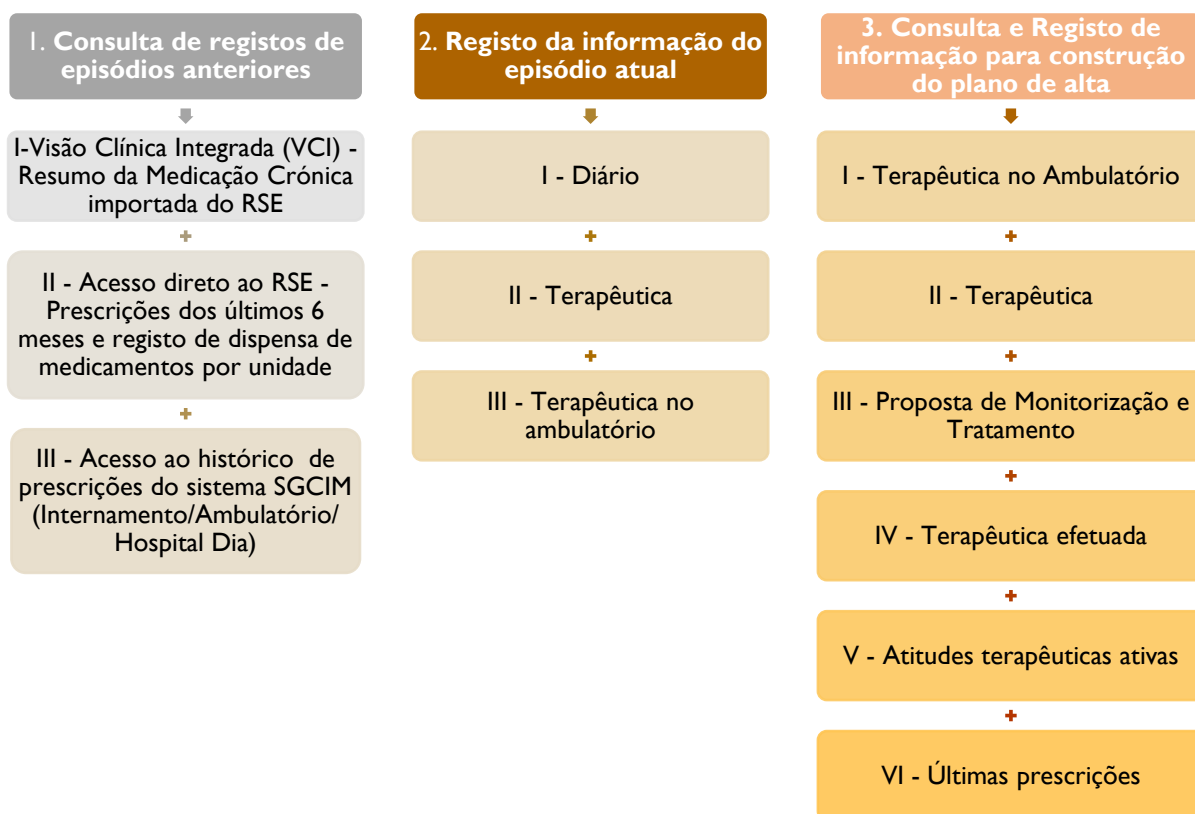 1. Consulta de registos de
episódios anteriores
I-Visão Clínica Integrada (VCI) -
Resumo da Medicação Crónica
importada do RSE
+
II - Acesso direto ao RSE -
Prescrições dos últimos 6
meses e registo de dispensa de
medicamentos por unidade
+
III - Acesso ao histórico de
prescrições do sistema SGCIM
(Internamento/Ambulatório/
Hospital Dia)
2. Registo da informação do
episódio atual
I - Diário
+
II - Terapêutica
+
III - Terapêutica no
ambulatório
3. Consulta e Registo de
informação para construção
do plano de alta
I - Terapêutica no Ambulatório
+
II - Terapêutica
+
III - Proposta de Monitorização e
Tratamento
+
IV - Terapêutica efetuada
+
V - Atitudes terapêuticas ativas
+
VI - Últimas prescrições